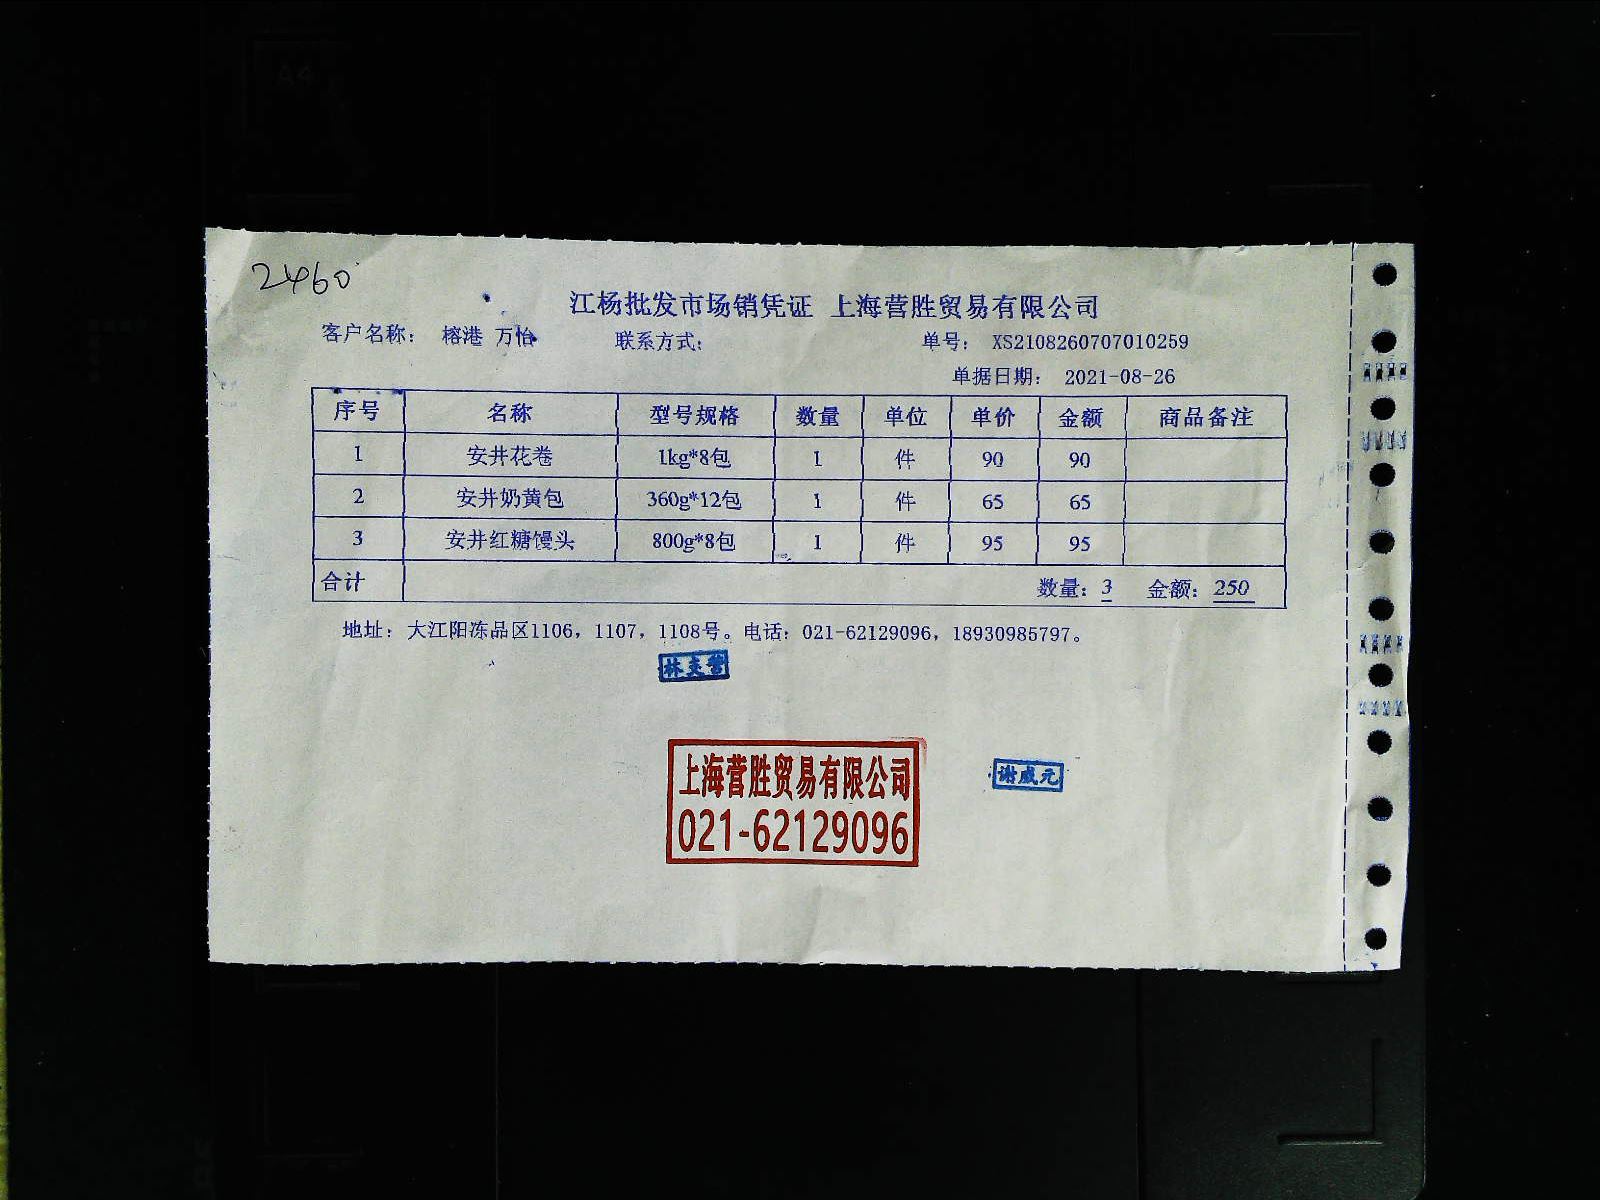 2460
江杨批发市场销凭证 上海营胜贸易有限公司
客户名称： 榕港 万怡 联系方式: 单号： XS2108260707010259
单据日期： 2021-08-26
序号 名称 型号规格 数量 单位 单价 金额 商品备注
1 安井花卷 1kg*8包 1 件 90 90
2 安井奶黄包 360g*12包 1 件 65 65
3 安井红糖馒头 800g*8包 1 件 95 95
合计 数量：3 金额：250
地址：大江阳冻品区1106，1107，1108号。电话：021-62129096，18930985797。
上海营胜贸易有限公司
谢成元
021-62129096